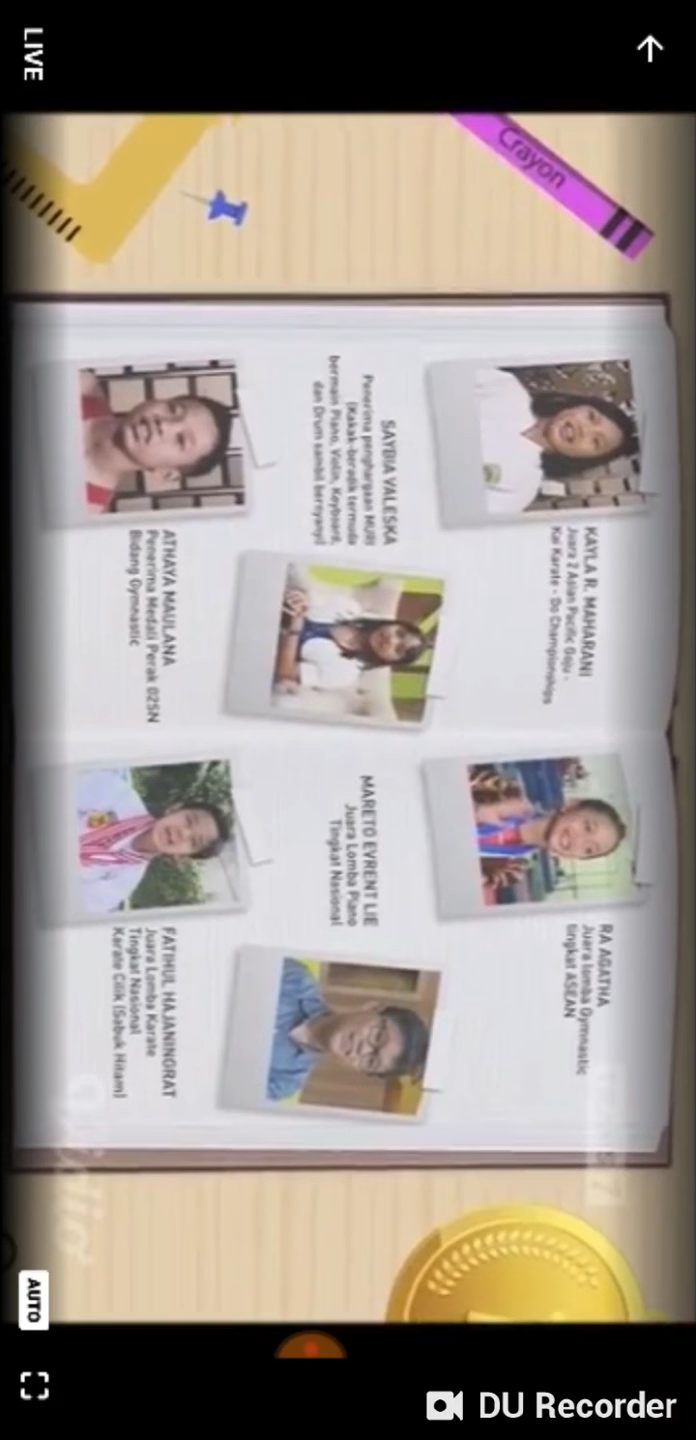 LIVE
Crayon
KAYLA R. MAHARANI
Juara 2 Asian Pacific Goju -
Kai Karate - Do Championships
SAYBIA VALESKA
Penerima penghargaan MURI
(Kakak-beradik termuda
bermain Piano, Violin, Keyboard,
dan Drum sambil bernyanyi)
ATHAYA MAULANA
Penerima Medali Perak O2SN
Bidang Gymnastic
RA AGATHA
Juara lomba Gymnastic
tingkat ASEAN
MARETO EVRENT LIE
Juara Lomba Piano
Tingkat Nasional
FATIHUL HAJANINGRAT
Juara Lomba Karate
Tingkat Nasional
Karate Cilik (Sabuk Hitam)
AUTO
DU Recorder